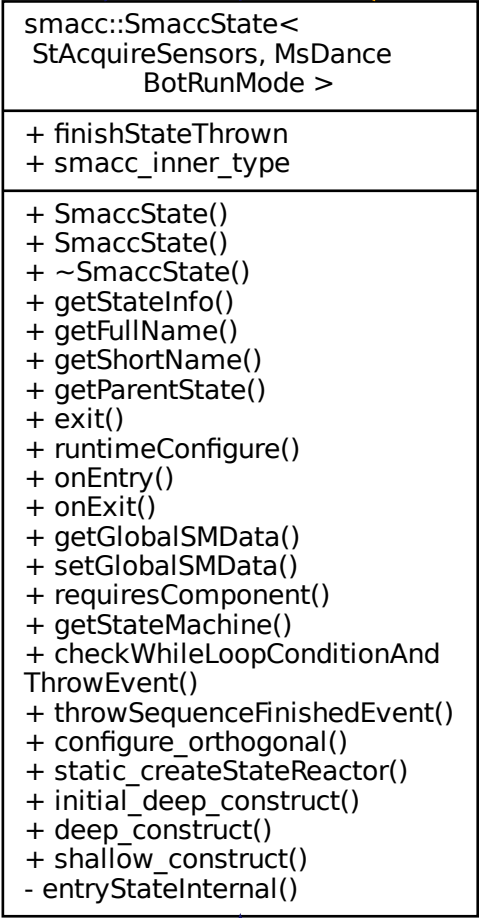 smacc::SmaccState<
StAcquireSensors, MsDance
BotRunMode >
+ finishStateThrown
+ smacc_inner_type
+ SmaccState()
+ SmaccState()
+ ~SmaccState()
+ getStateInfo()
+ getFullName()
+ getShortName()
+ getParentState()
+ exit()
+ runtimeConfigure()
+ onEntry()
+ onExit()
+ getGlobalSMData()
+ setGlobalSMData()
+ requiresComponent()
+ getStateMachine()
+ checkWhileLoopConditionAnd
ThrowEvent()
+ throwSequenceFinishedEvent()
+ configure_orthogonal()
+ static_createStateReactor()
+ initial_deep_construct()
+ deep_construct()
+ shallow_construct()
- entryStateInternal()